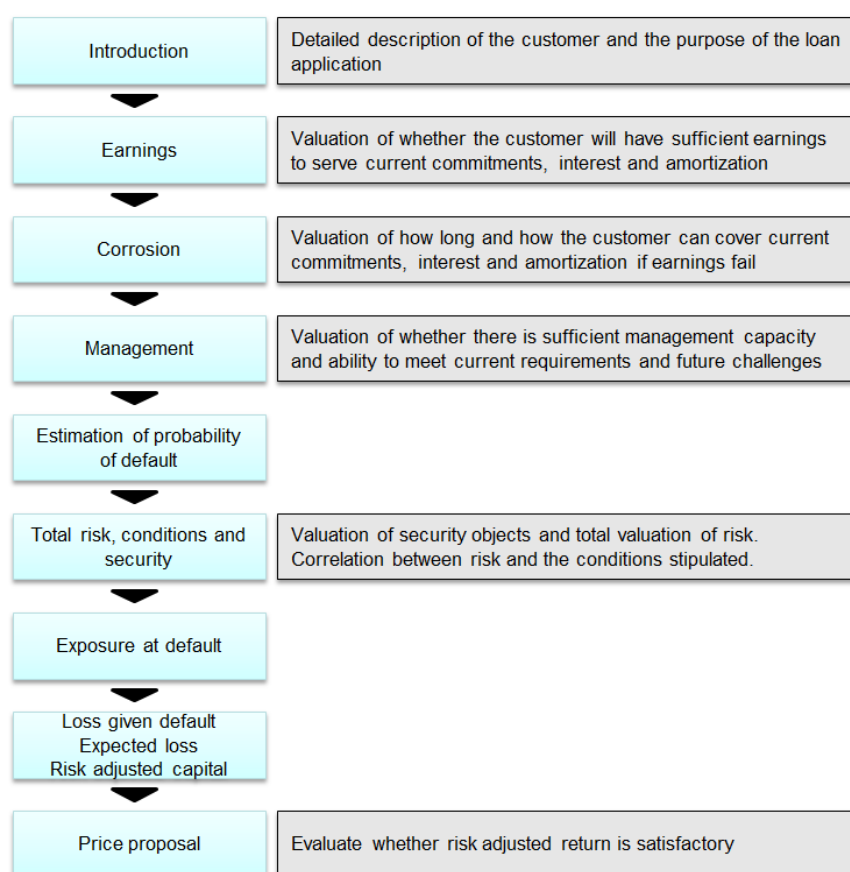 Introduction
Detailed description of the customer and the purpose of the loan
application
Earnings
Valuation of whether the customer will have sufficient earnings
to serve current commitments, interest and amortization
Corrosion
Valuation of how long and how the customer can cover current
commitments, interest and amortization if earnings fail
Management
Valuation of whether there is sufficient management capacity
and ability to meet current requirements and future challenges
Estimation of probability
of default
Total risk, conditions and
security
Valuation of security objects and total valuation of risk.
Correlation between risk and the conditions stipulated.
Exposure at default
Loss given default
Expected loss
Risk adjusted capital
Price proposal
Evaluate whether risk adjusted return is satisfactory